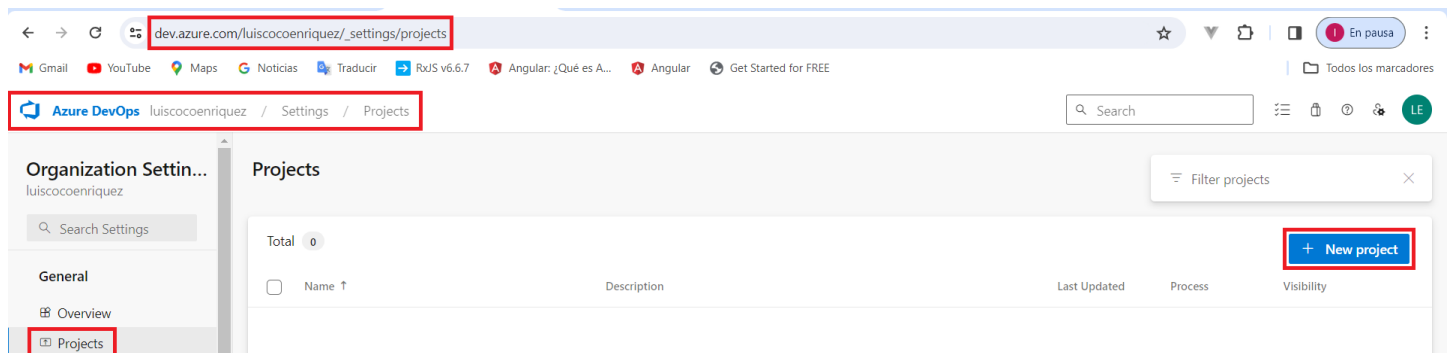 dev.azure.com/luiscocoenriquez/_settings/projects
I En pausa
Gmail YouTube Maps Noticias Traducir RxJS v6.6.7 Angular: ¿Qué es A... Angular Get Started for FREE Todos los marcadores
Azure DevOps luiscocoenriquez / Settings / Projects Search LE
Organization Settin...
luiscocoenriquez
Search Settings
General
Overview
Projects
Projects
Filter projects
Total 0
+ New project
Name ↑ Description Last Updated Process Visibility